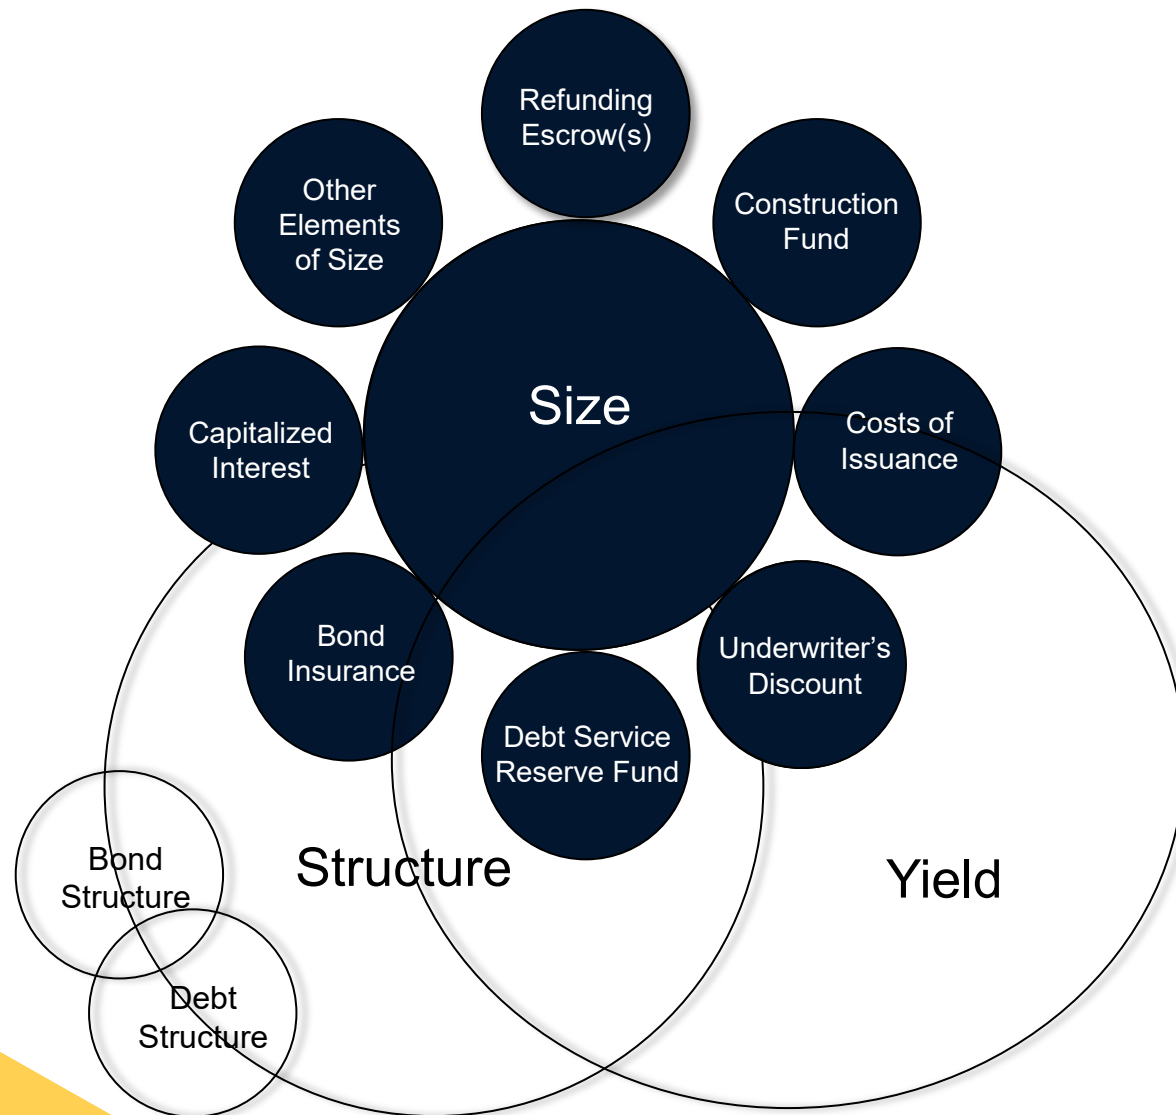 Refunding
Escrow(s)
Other
Elements
of Size
Construction
Fund
Size
Capitalized
Interest
Costs of
Issuance
Bond
Insurance
Underwriter’s
Discount
Debt Service
Reserve Fund
Structure
Yield
Bond
Structure
Debt
Structure